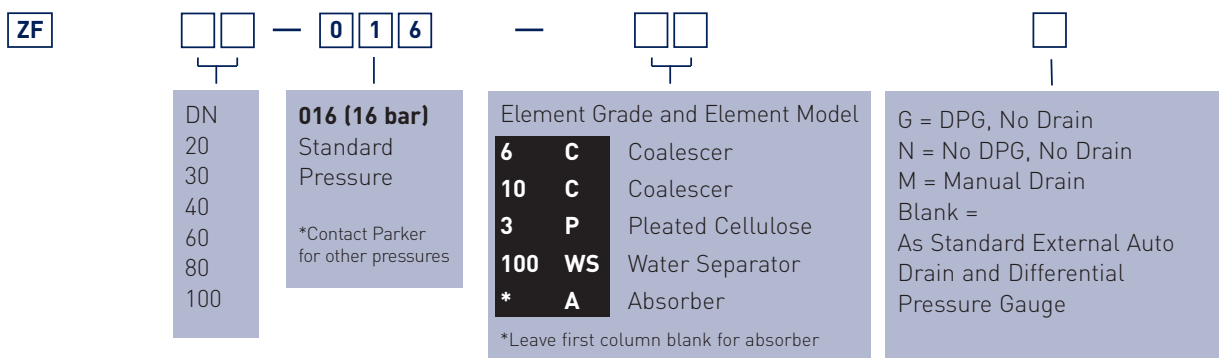 ZF — 0 1 6 —
DN
20
30
40
60
80
100
016 (16 bar)
Standard
Pressure
*Contact Parker
for other pressures
Element Grade and Element Model
6 C Coalescer
10 C Coalescer
3 P Pleated Cellulose
100 WS Water Separator
* A Absorber
*Leave first column blank for absorber
G = DPG, No Drain
N = No DPG, No Drain
M = Manual Drain
Blank =
As Standard External Auto
Drain and Differential
Pressure Gauge